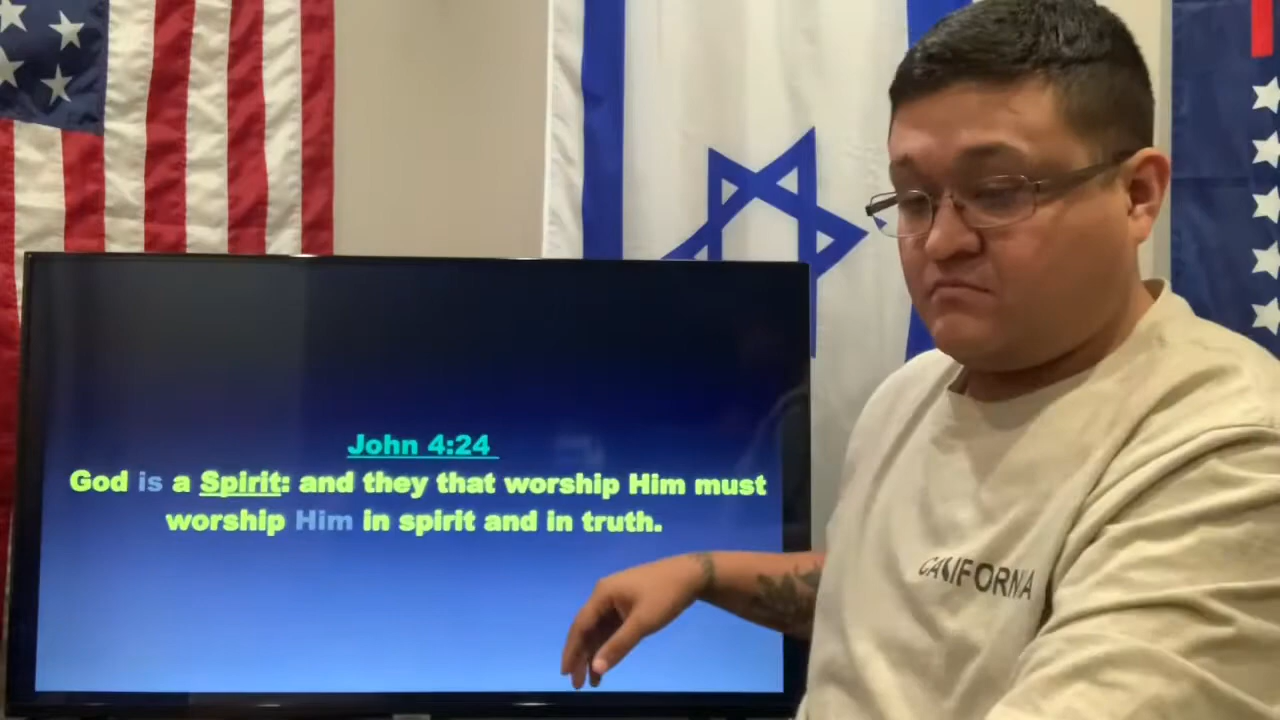 John 4:24
God is a Spirit: and they that worship Him must
worship Him in spirit and in truth.
CALIFORNIA